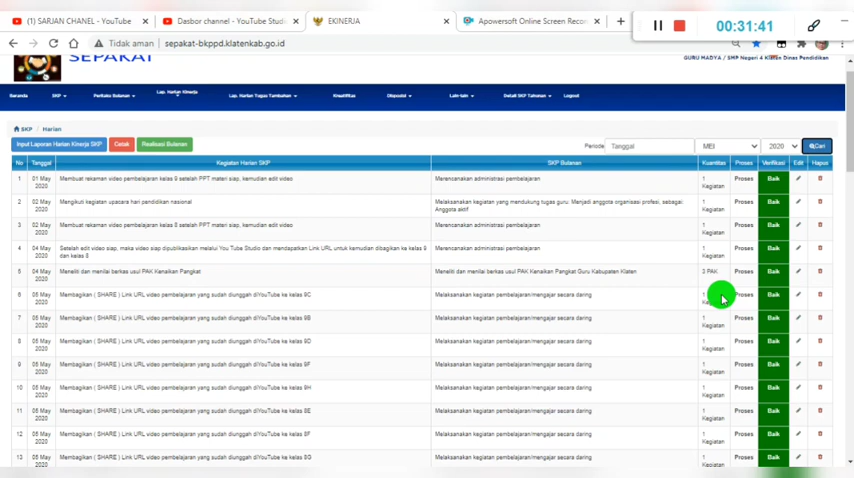 (1) SARJAN CHANEL - YouTube
Dasbor channel - YouTube Studio
EKINERJA
Apowersoft Online Screen Recor
00:31:41
Tidak aman | sepakat-bkppd.klatenkab.go.id
SEPAKAT
GURU MADYA / SMP Negeri 4 Klaten Dinas Pendidikan
Beranda SKP Perilaku Bulanan Lap. Harian Kinerja Lap. Harian Tugas Tambahan Kreatifitas Disposisi Lain-lain Detail SKP Tahunan Logout
SKP / Harian
Input Laporan Harian Kinerja SKP Cetak Realisasi Bulanan Periode Tanggal MEI 2020 Cari
No Tanggal Kegiatan Harian SKP SKP Bulanan Kuantitas Proses Verifikasi Edit Hapus
1 01 May 2020 Membuat rekaman video pembelajaran kelas 9 setelah PPT materi siap, kemudian edit video Merencanakan administrasi pembelajaran 1 Kegiatan Proses Baik
2 02 May 2020 Mengikuti kegiatan upacara hari pendidikan nasional Melaksanakan kegiatan yang mendukung tugas guru: Menjadi anggota organisasi profesi, sebagai: Anggota aktif 1 Kegiatan Proses Baik
3 02 May 2020 Membuat rekaman video pembelajaran kelas 9 setelah PPT materi siap, kemudian edit video Merencanakan administrasi pembelajaran 1 Kegiatan Proses Baik
4 04 May 2020 Setelah edit video siap, maka video siap dipublikasikan melalui You Tube Studio dan mendapatkan Link URL untuk kemudian dibagikan ke kelas 9 dan kelas 8 Merencanakan administrasi pembelajaran 1 Kegiatan Proses Baik
5 04 May 2020 Meneliti dan menilai berkas usul PAK Kenaikan Pangkat Meneliti dan menilai berkas usul PAK Kenaikan Pangkat Guru Kabupaten Klaten 3 PAK Proses Baik
6 05 May 2020 Membagikan ( SHARE ) Link URL video pembelajaran yang sudah diunggah diYouTube ke kelas 9C Melaksanakan kegiatan pembelajaran/mengajar secara daring 1 Proses Baik
7 05 May 2020 Membagikan ( SHARE ) Link URL video pembelajaran yang sudah diunggah diYouTube ke kelas 9B Melaksanakan kegiatan pembelajaran/mengajar secara daring 1 Kegiatan Proses Baik
8 05 May 2020 Membagikan ( SHARE ) Link URL video pembelajaran yang sudah diunggah diYouTube ke kelas 9D Melaksanakan kegiatan pembelajaran/mengajar secara daring 1 Kegiatan Proses Baik
9 05 May 2020 Membagikan ( SHARE ) Link URL video pembelajaran yang sudah diunggah diYouTube ke kelas 9F Melaksanakan kegiatan pembelajaran/mengajar secara daring 1 Kegiatan Proses Baik
10 05 May 2020 Membagikan ( SHARE ) Link URL video pembelajaran yang sudah diunggah diYouTube ke kelas 9H Melaksanakan kegiatan pembelajaran/mengajar secara daring 1 Kegiatan Proses Baik
11 05 May 2020 Membagikan ( SHARE ) Link URL video pembelajaran yang sudah diunggah diYouTube ke kelas 9E Melaksanakan kegiatan pembelajaran/mengajar secara daring 1 Kegiatan Proses Baik
12 05 May 2020 Membagikan ( SHARE ) Link URL video pembelajaran yang sudah diunggah diYouTube ke kelas 9F Melaksanakan kegiatan pembelajaran/mengajar secara daring 1 Kegiatan Proses Baik
13 05 May 2020 Membagikan ( SHARE ) Link URL video pembelajaran yang sudah diunggah diYouTube ke kelas 9G Melaksanakan kegiatan pembelajaran/mengajar secara daring 1 Kegiatan Proses Baik